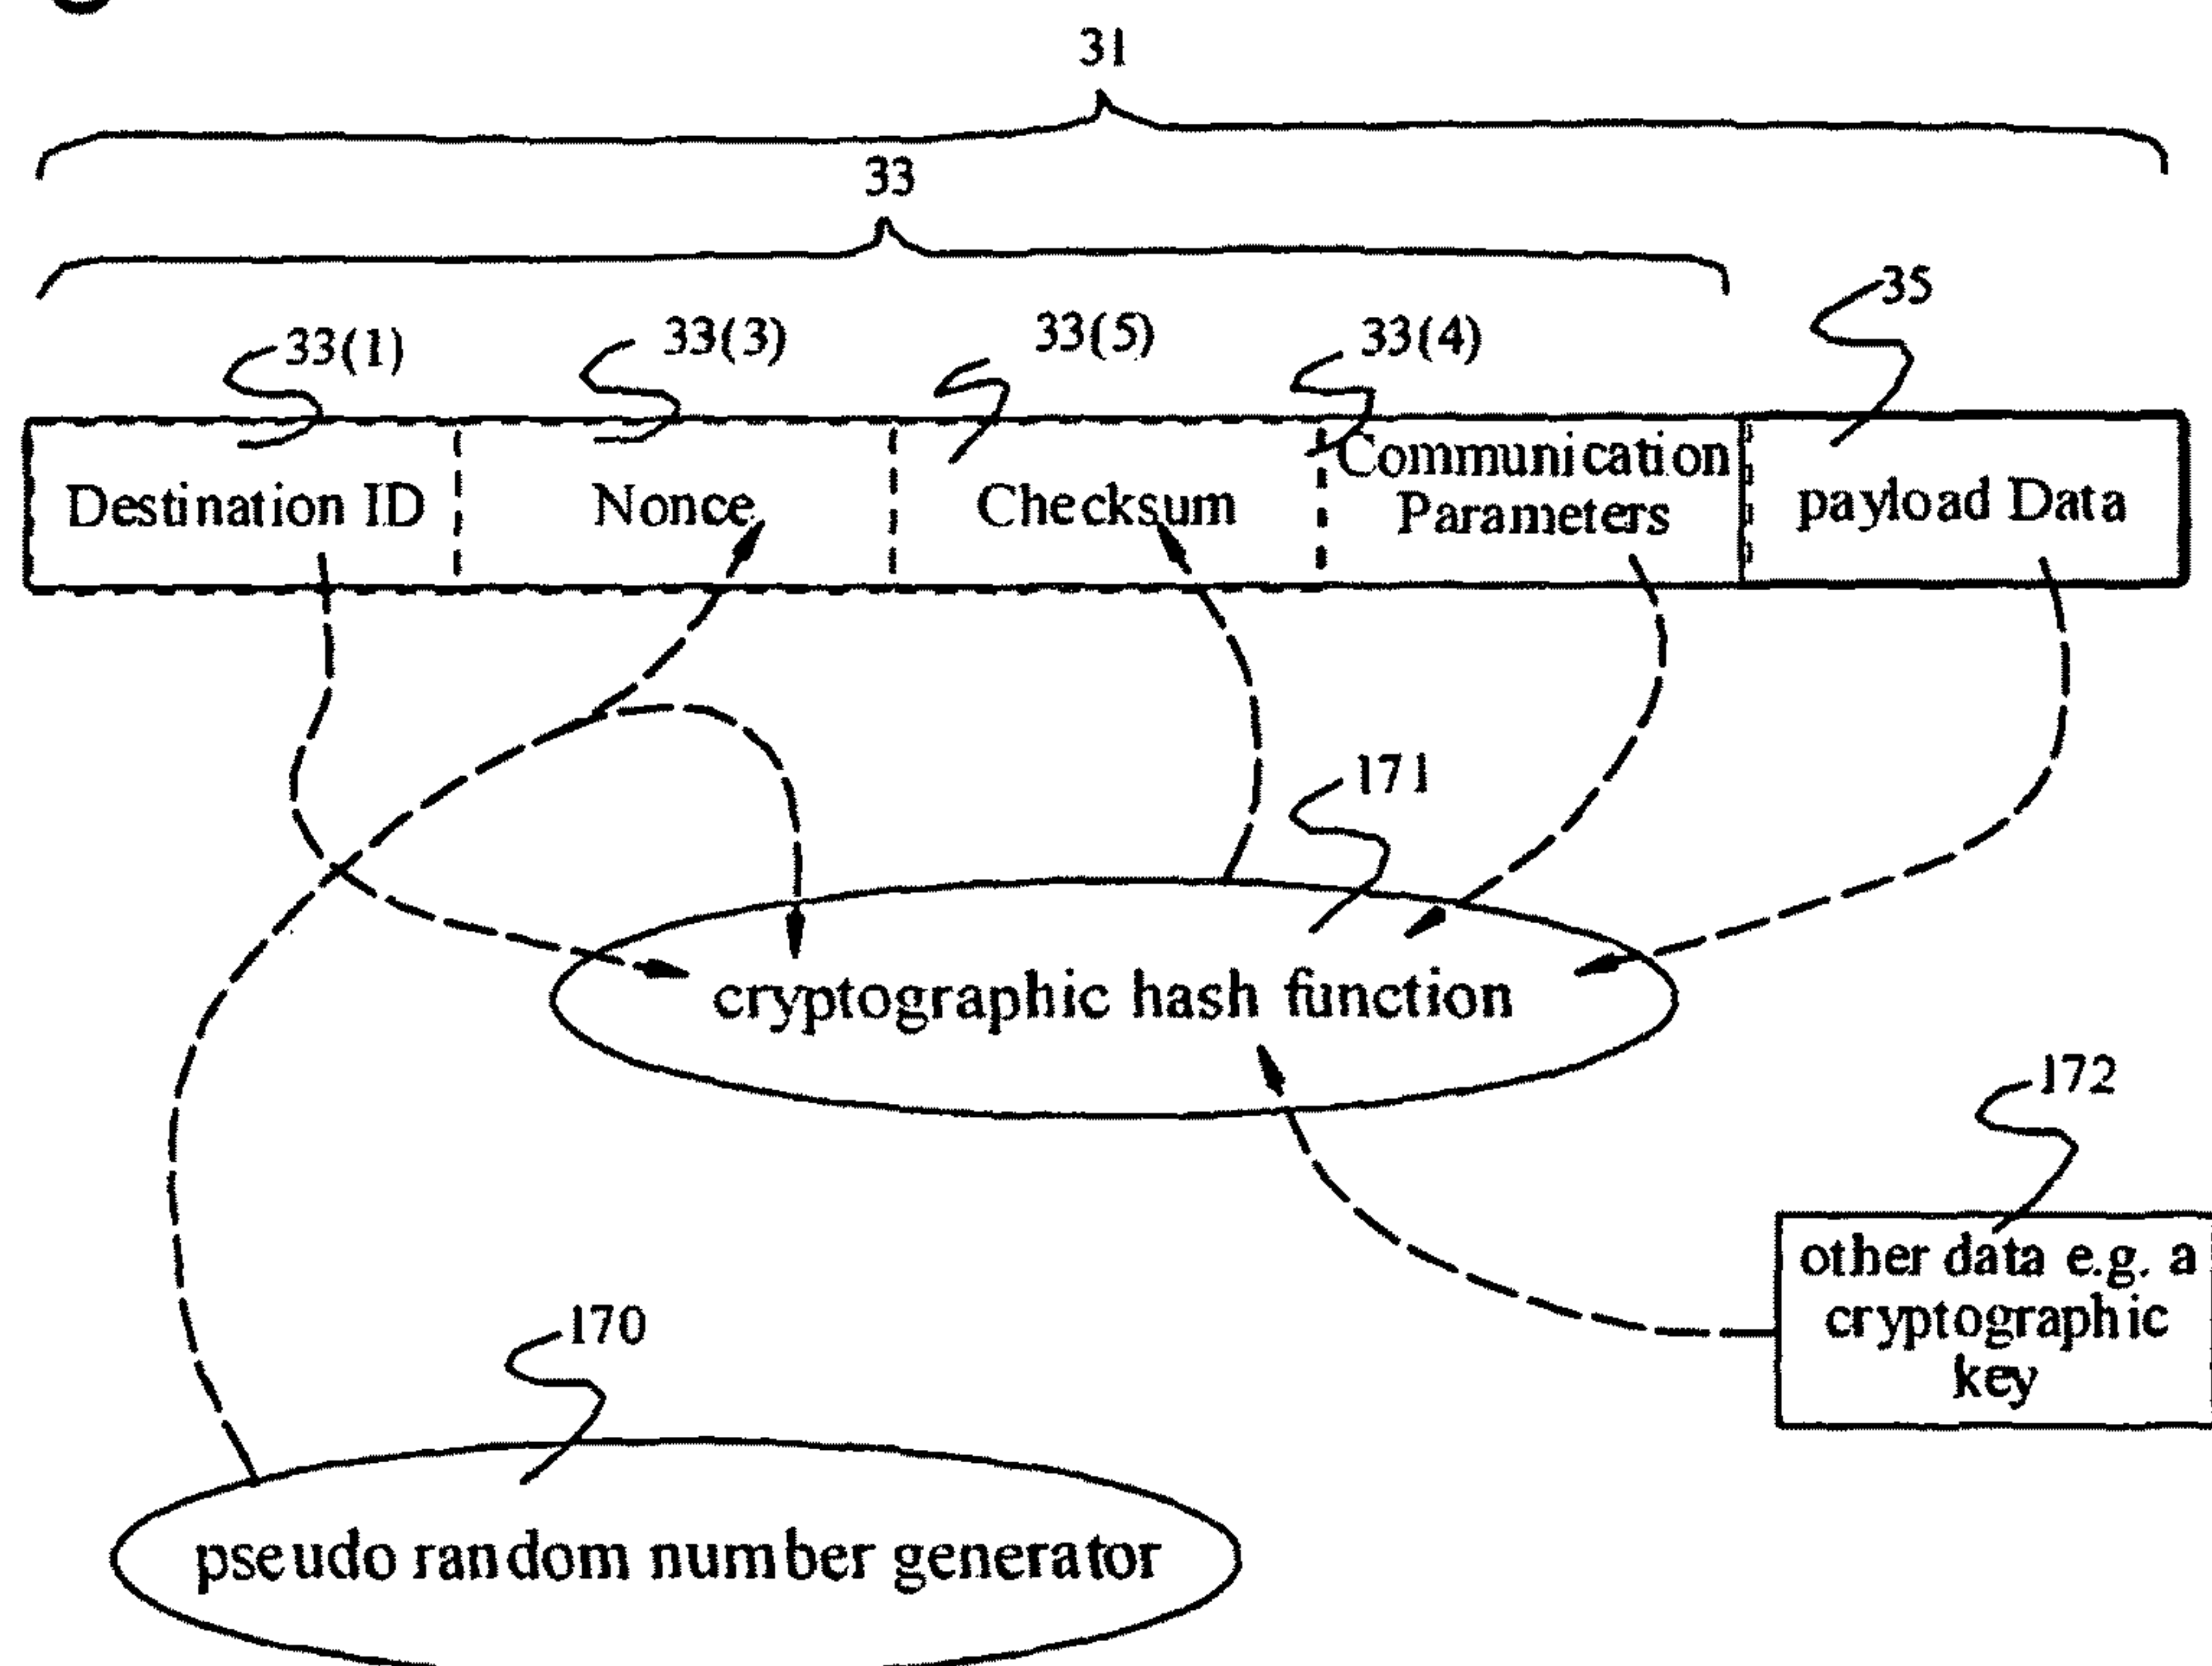 31
33
33(1)
33(3)
33(5)
33(4)
35
Destination ID
Nonce
Checksum
Communication
Parameters
payload Data
171
cryptographic hash function
172
other data e.g. a
cryptographic
key
170
pseudo random number generator